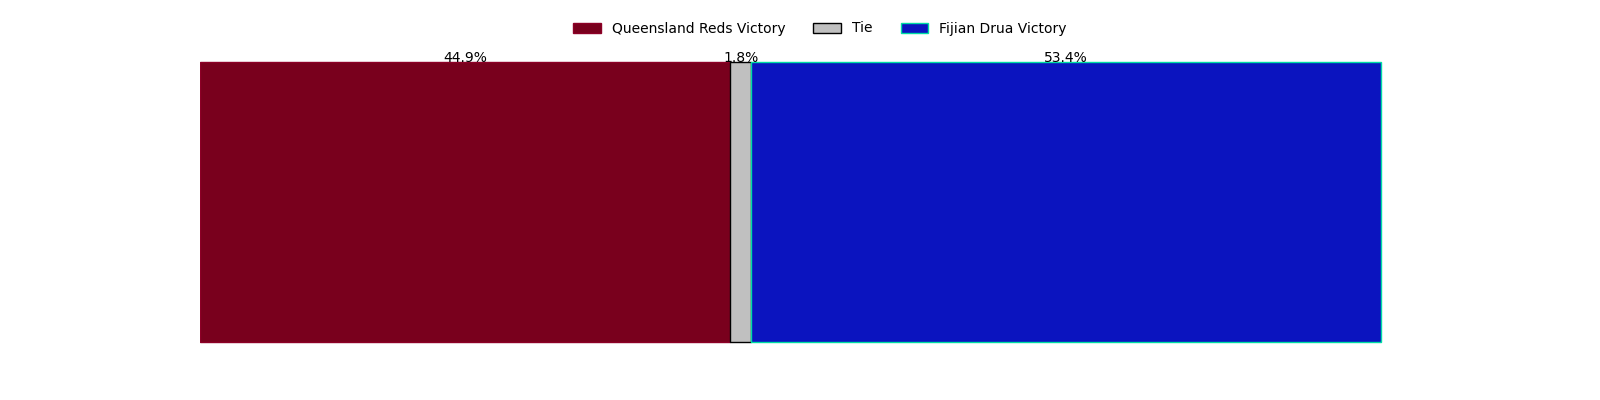 Queensland Reds Victory Tie Fijian Drua Victory
44.9% 1.8% 53.4%